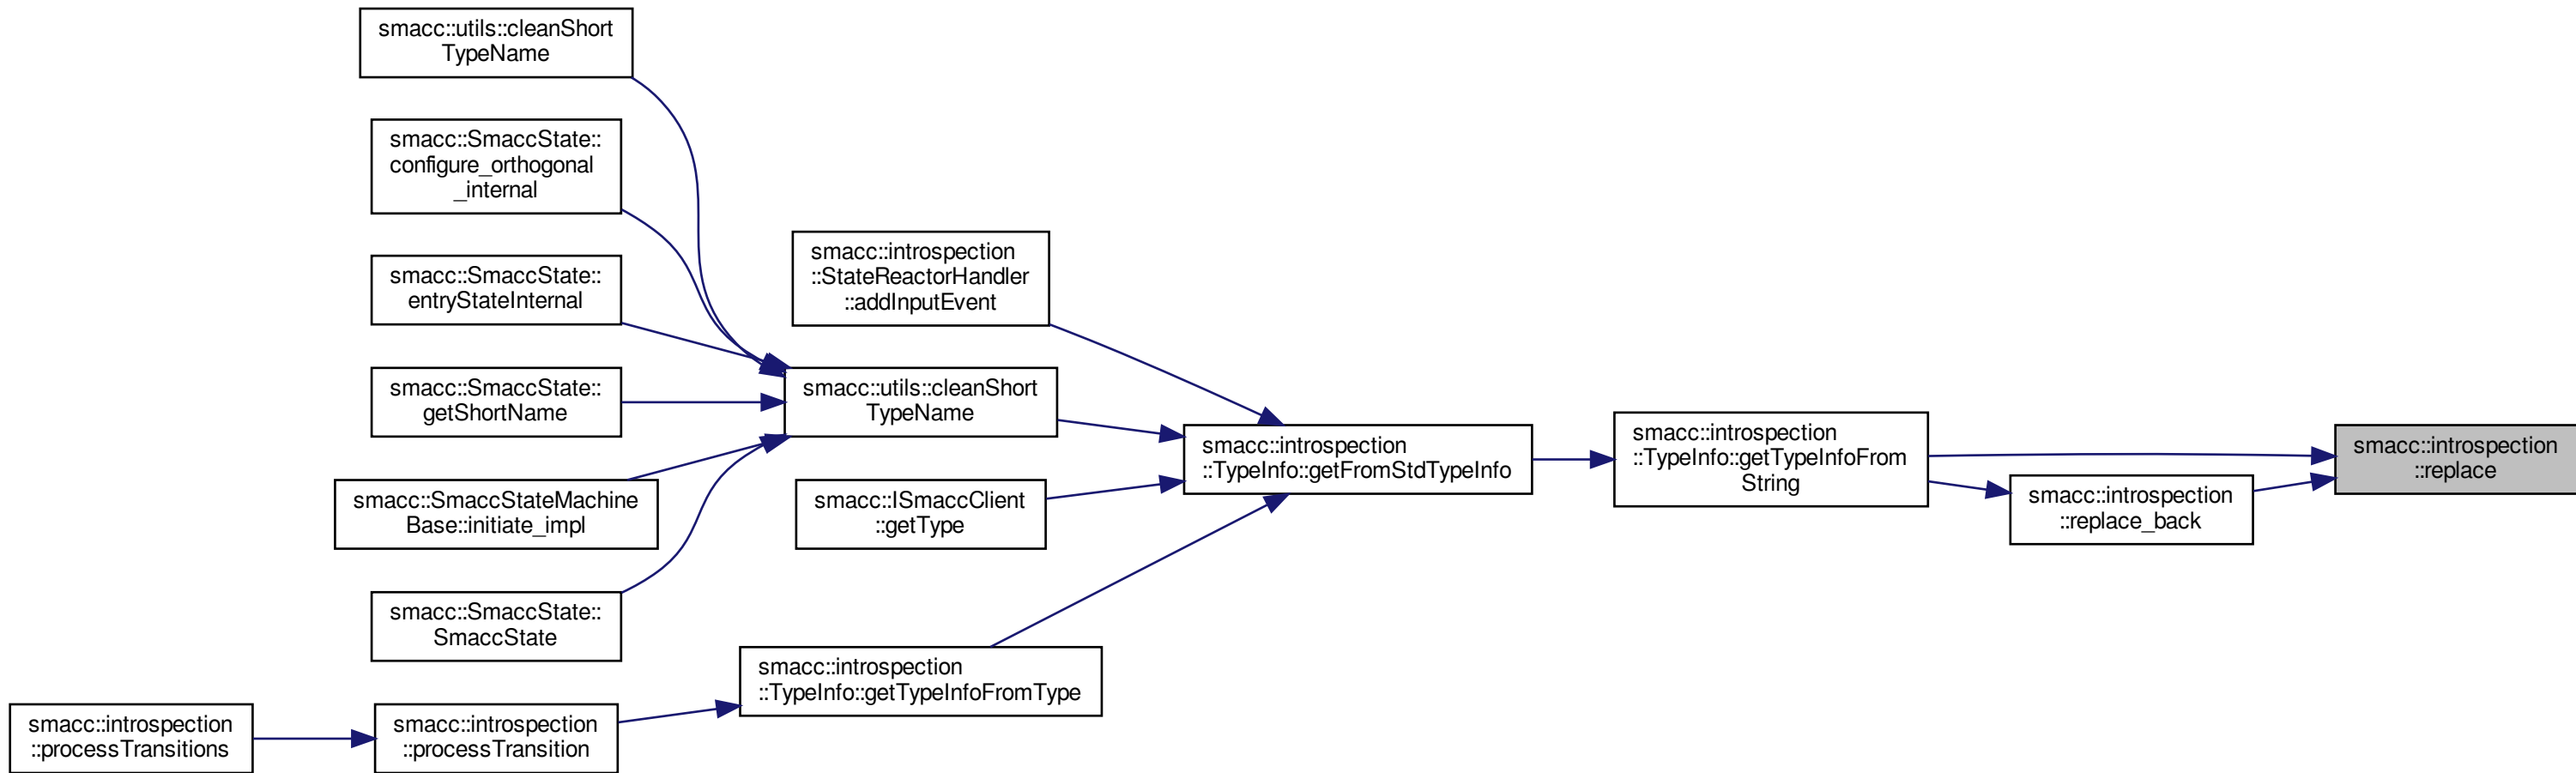 smacc::utils::cleanShort
TypeName
smacc::SmaccState::
configure_orthogonal
_internal
smacc::SmaccState::
entryStateInternal
smacc::SmaccState::
getShortName
smacc::SmaccStateMachine
Base::initiate_impl
smacc::SmaccState::
SmaccState
smacc::introspection
::processTransitions
smacc::introspection
::processTransition
smacc::introspection
::StateReactorHandler
::addInputEvent
smacc::utils::cleanShort
TypeName
smacc::ISmaccClient
::getType
smacc::introspection
::TypeInfo::getTypeInfoFromType
smacc::introspection
::TypeInfo::getFromStdTypeInfo
smacc::introspection
::TypeInfo::getTypeInfoFrom
String
smacc::introspection
::replace_back
smacc::introspection
::replace